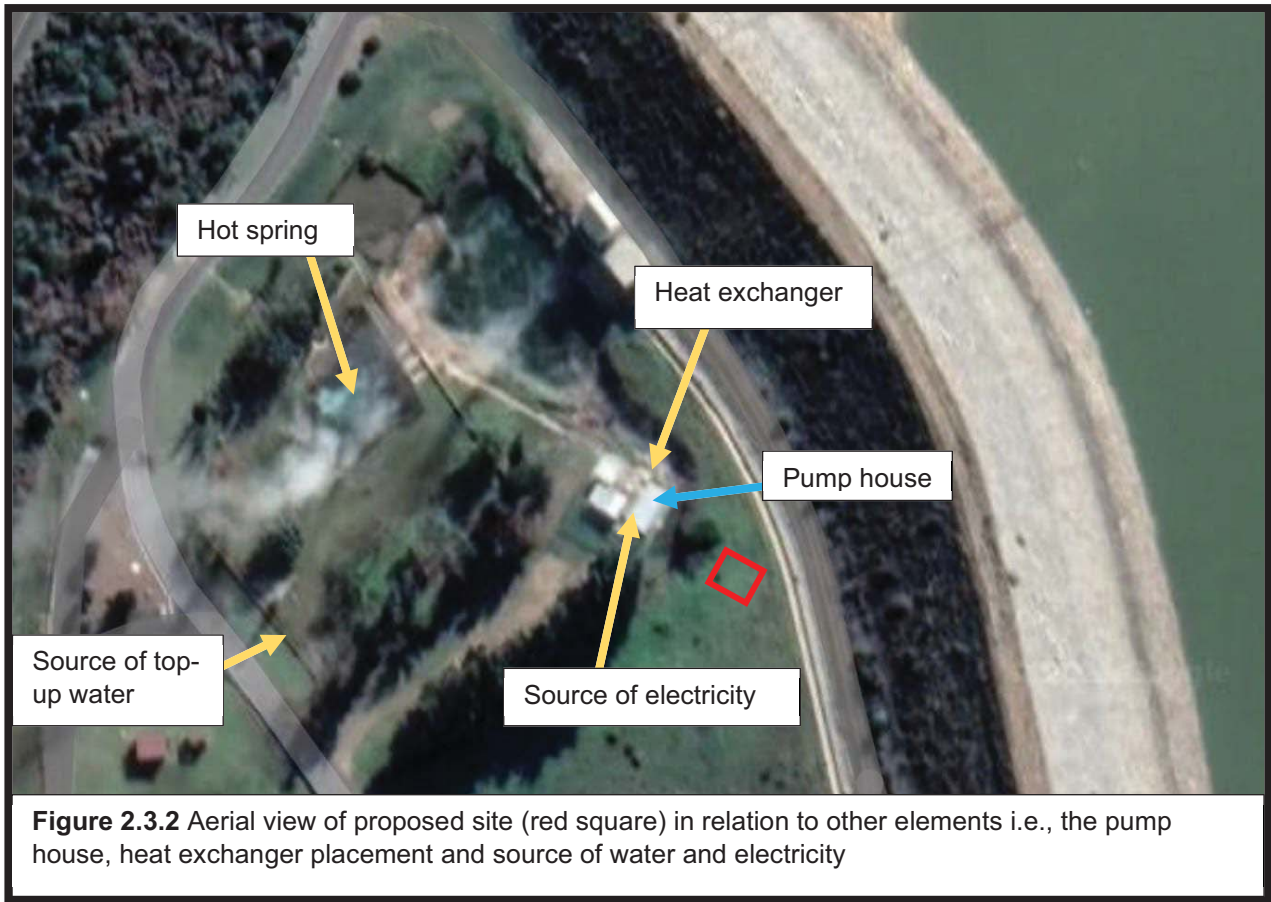 Hot spring
Heat exchanger
Pump house
Source of top-
up water
Source of electricity
Figure 2.3.2 Aerial view of proposed site (red square) in relation to other elements i.e., the pump
house, heat exchanger placement and source of water and electricity